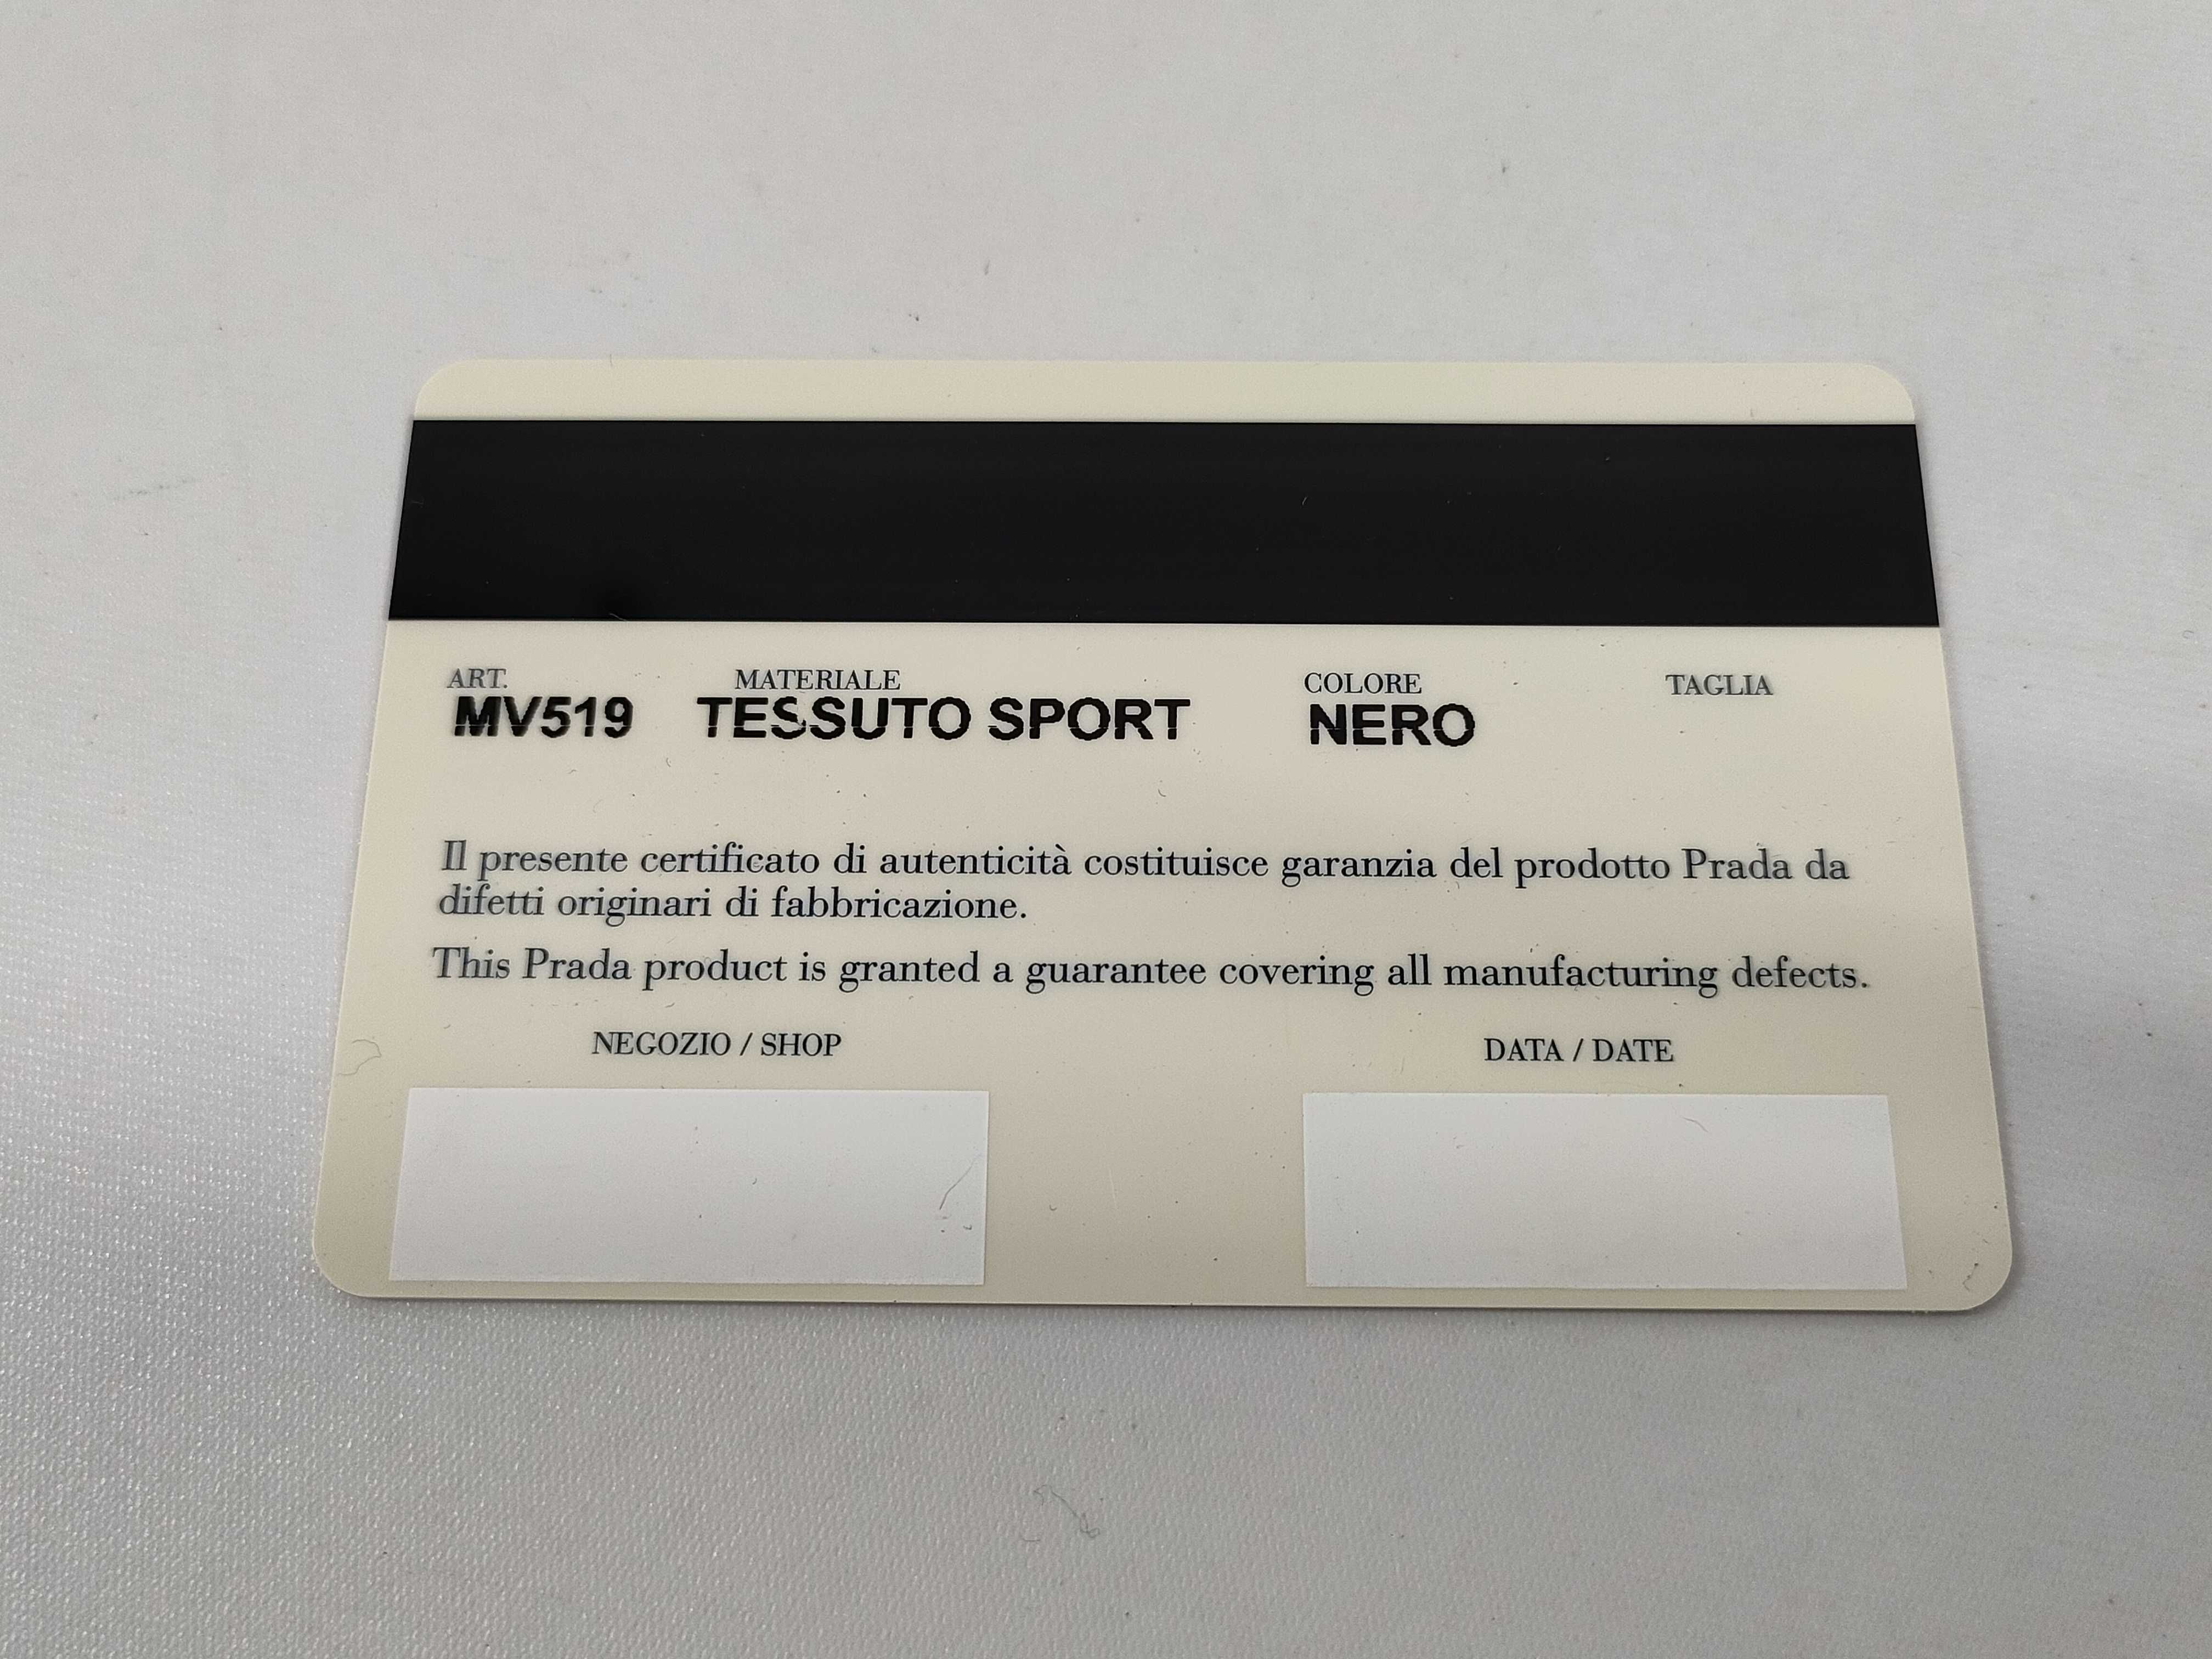 ART. MATERIALE COLORE TAGLIA
MV519 TESSUTO SPORT NERO
Il presente certificato di autenticità costituisce garanzia del prodotto Prada da
difetti originari di fabbricazione.
This Prada product is granted a guarantee covering all manufacturing defects.
NEGOZIO / SHOP DATA / DATE